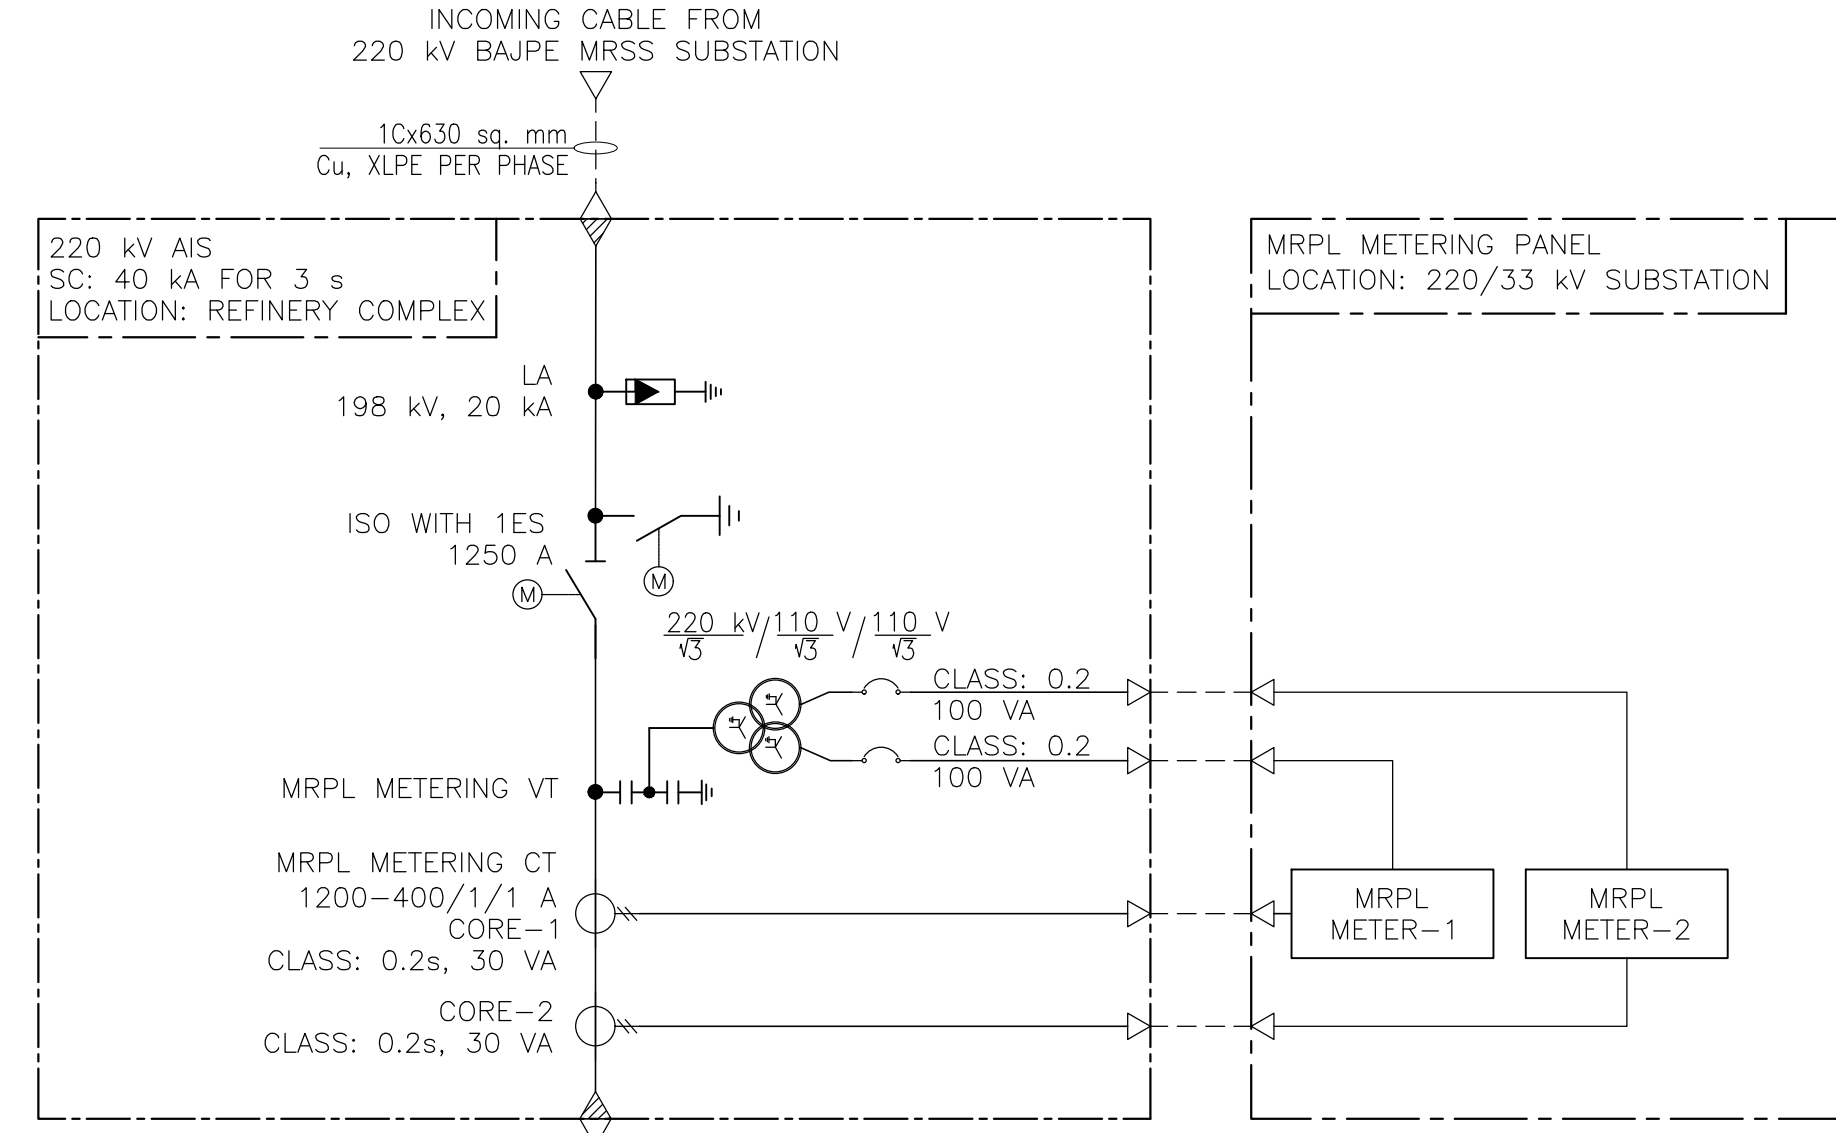 INCOMING CABLE FROM
220 kV BAJPE MRSS SUBSTATION
1Cx630 sq. mm
Cu, XLPE PER PHASE
220 kV AIS
SC: 40 kA FOR 3 s
LOCATION: REFINERY COMPLEX
MRPL METERING PANEL
LOCATION: 220/33 kV SUBSTATION
LA
198 kV, 20 kA
ISO WITH 1ES
1250 A
M
M
220 kV/110 V/110 V
√3 √3 √3
CLASS: 0.2
100 VA
CLASS: 0.2
100 VA
MRPL METERING VT
MRPL METERING CT
1200-400/1/1 A
CORE-1
CLASS: 0.2s, 30 VA
MRPL
METER-1
MRPL
METER-2
CORE-2
CLASS: 0.2s, 30 VA